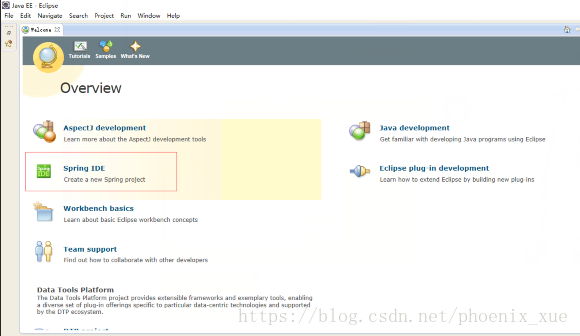 Java EE - Eclipse
File Edit Navigate Search Project Run Window Help
Welcome
Tutorials Samples What's New
Overview
AspectJ development
Learn more about the AspectJ development tools
Java development
Get familiar with developing Java programs using Eclipse
Spring IDE
Create a new Spring project
Eclipse plug-in development
Learn how to extend Eclipse by building new plug-ins
Workbench basics
Learn about basic Eclipse workbench concepts
Team support
Find out how to collaborate with other developers
Data Tools Platform
The Data Tools Platform project provides extensible frameworks and exemplary tools, enabling
a diverse set of plug-in offerings specific to particular data-centric technologies and supported
by the DTP ecosystem.
https://blog.csdn.net/phoenix_xue
DTP project